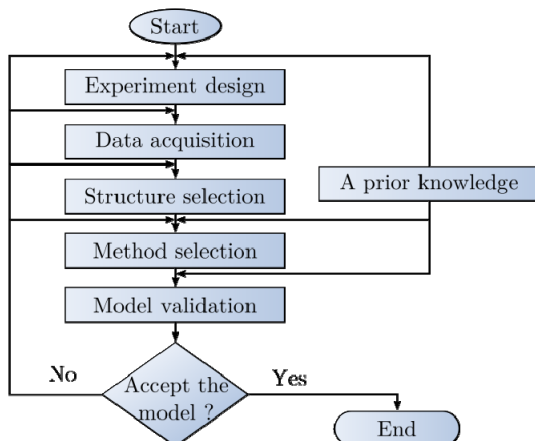 Start
Experiment design
Data acquisition
A prior knowledge
Structure selection
Method selection
Model validation
No
Accept the
model ?
Yes
End